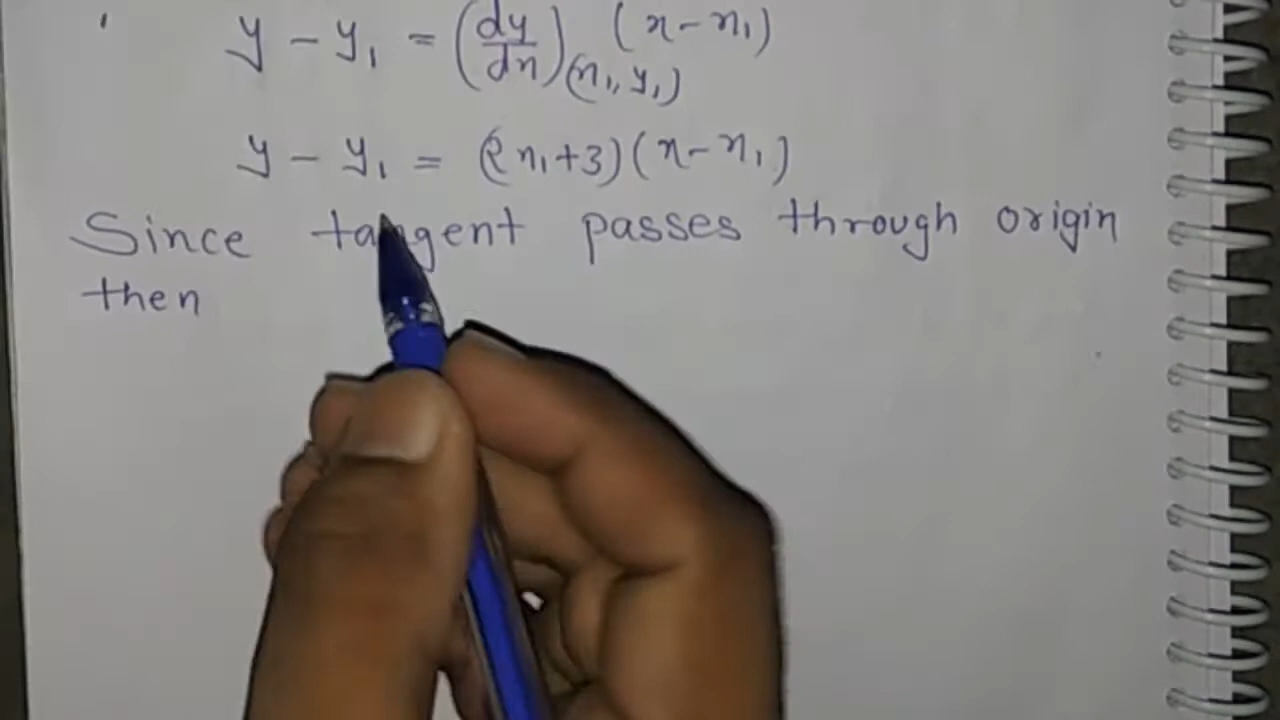 y - y₁ = (dy/dx)(x₁, y₁) (x - x₁)
y - y₁ = (2x₁+3)(x - x₁)
Since tangent passes through origin
then